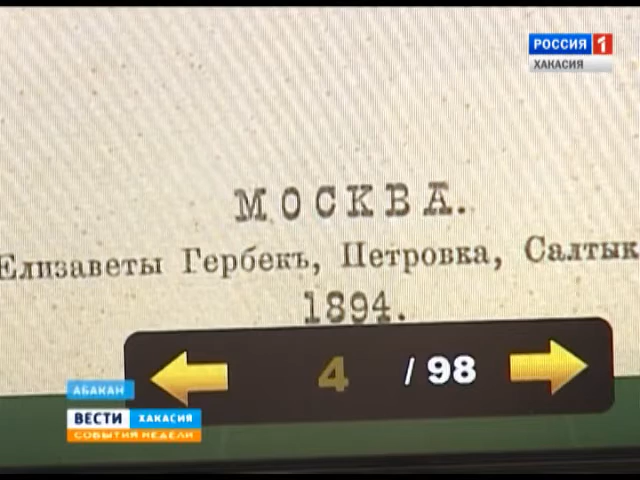 РОССИЯ 1
ХАКАСИЯ
МОСКВА.
Елизаветы Гербекъ, Петровка, Салтык
1894.
4 / 98
АБАКАН
ВЕСТИ ХАКАСИЯ
СОБЫТИЯ НЕДЕЛИ